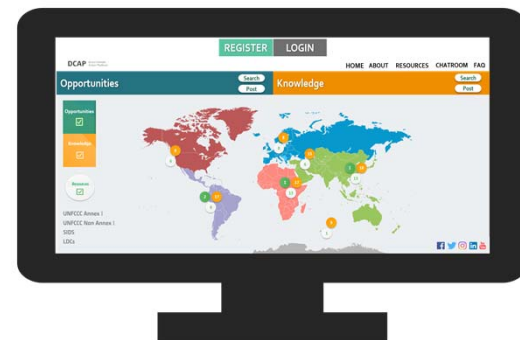 REGISTER LOGIN
DCAP
HOME ABOUT RESOURCES CHATROOM FAQ
Opportunities Search Post
Knowledge Search Post
Opportunities
Knowledge
UNFCCC Annex I
UNFCCC Non Annex I
SIDS
LDCs